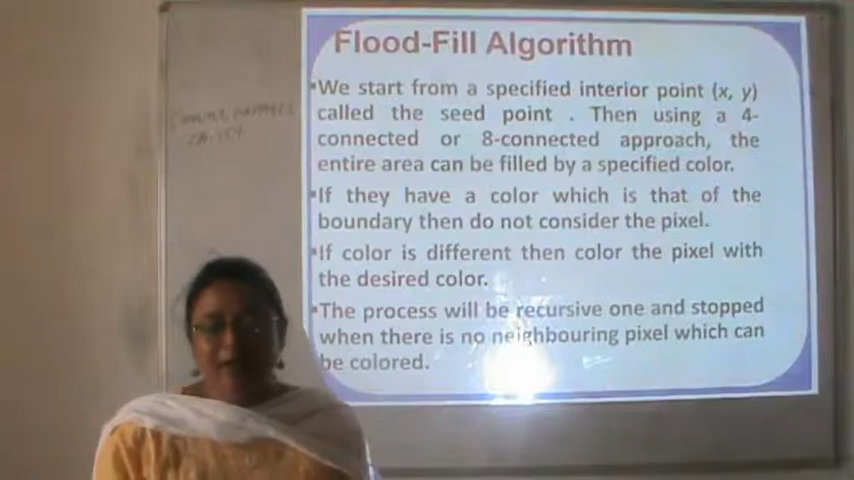 Flood-Fill Algorithm
▪We start from a specified interior point (x, y)
called the seed point . Then using a 4-
connected or 8-connected approach, the
entire area can be filled by a specified color.
▪If they have a color which is that of the
boundary then do not consider the pixel.
▪If color is different then color the pixel with
the desired color.
▪The process will be recursive one and stopped
when there is no neighbouring pixel which can
be colored.